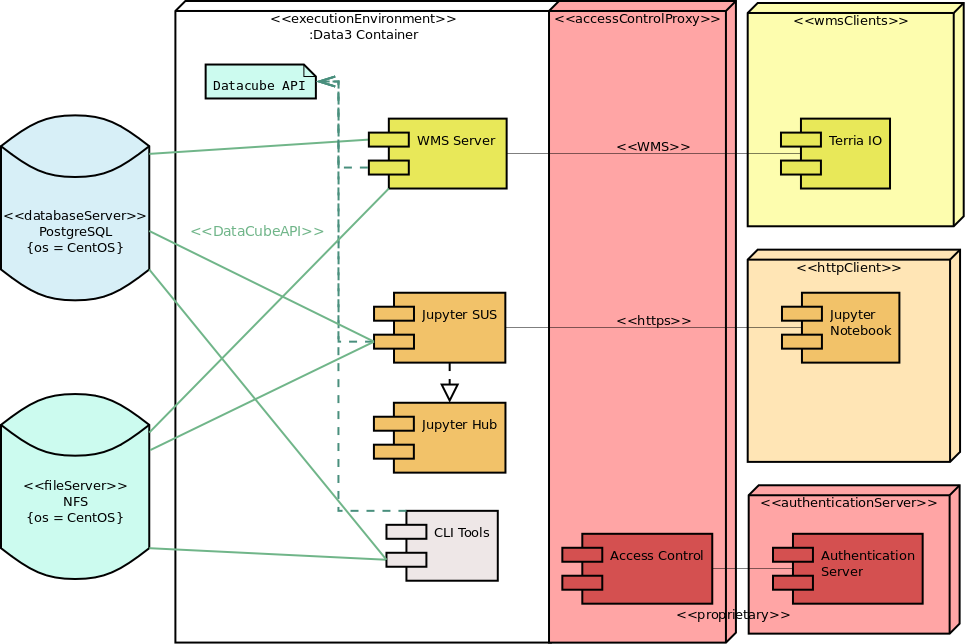 <<executionEnvironment>>
:Data3 Container
<<accessControlProxy>>
<<wmsClients>>
Datacube API
WMS Server
<<WMS>>
Terria IO
<<databaseServer>>
PostgreSQL
{os = CentOS}
<<DataCubeAPI>>
<<httpClient>>
Jupyter SUS
<<https>>
Jupyter
Notebook
Jupyter Hub
<<fileServer>>
NFS
{os = CentOS}
<<authenticationServer>>
CLI Tools
Access Control
Authentication
Server
<<proprietary>>